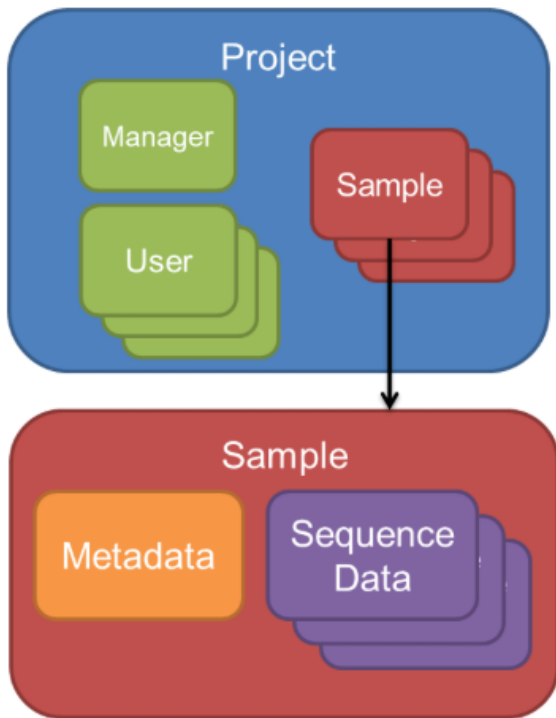 Project
Manager
Sample
User
Sample
Metadata
Sequence
Data